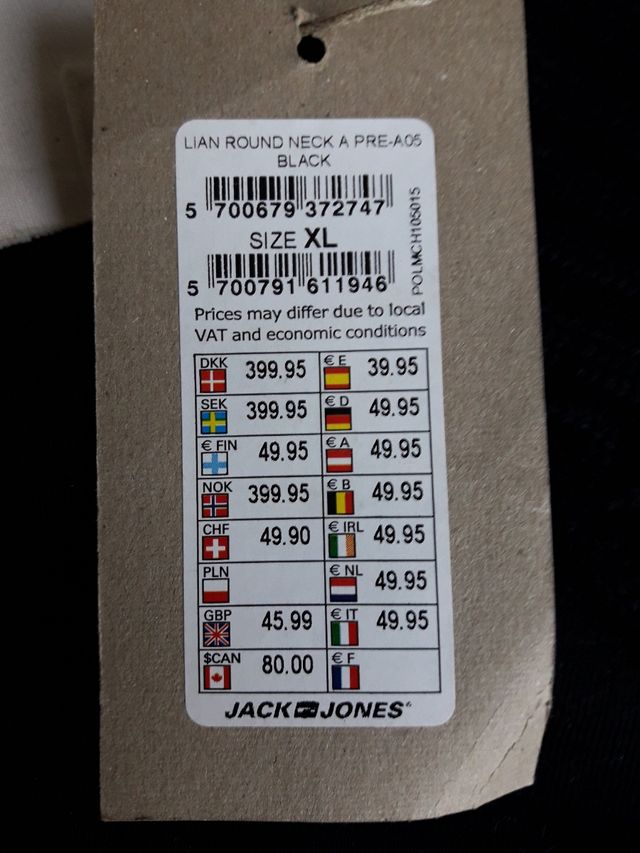 LIAN ROUND NECK A PRE-A05
BLACK
5 700679 372747
SIZE XL
5 700791 611946
POLMCH105015
Prices may differ due to local
VAT and economic conditions
DKK 399.95 € E 39.95
SEK 399.95 € D 49.95
€ FIN 49.95 € A 49.95
NOK 399.95 € B 49.95
CHF 49.90 € IRL 49.95
PLN € NL 49.95
GBP 45.99 € IT 49.95
$CAN 80.00 € F
JACK JONES